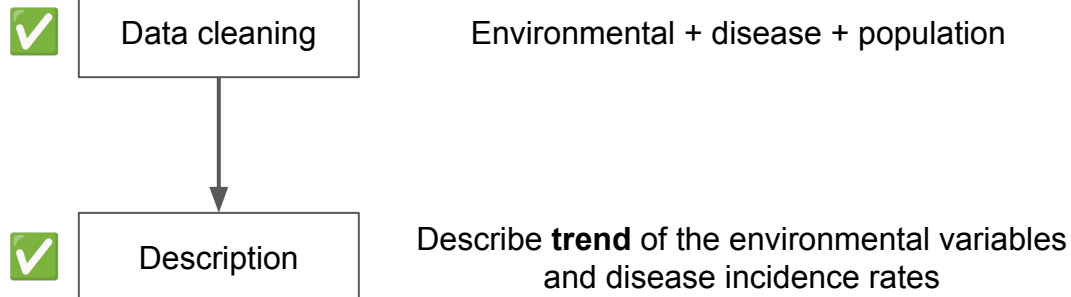 ✅ Data cleaning Environmental + disease + population
✅ Description Describe trend of the environmental variables
and disease incidence rates